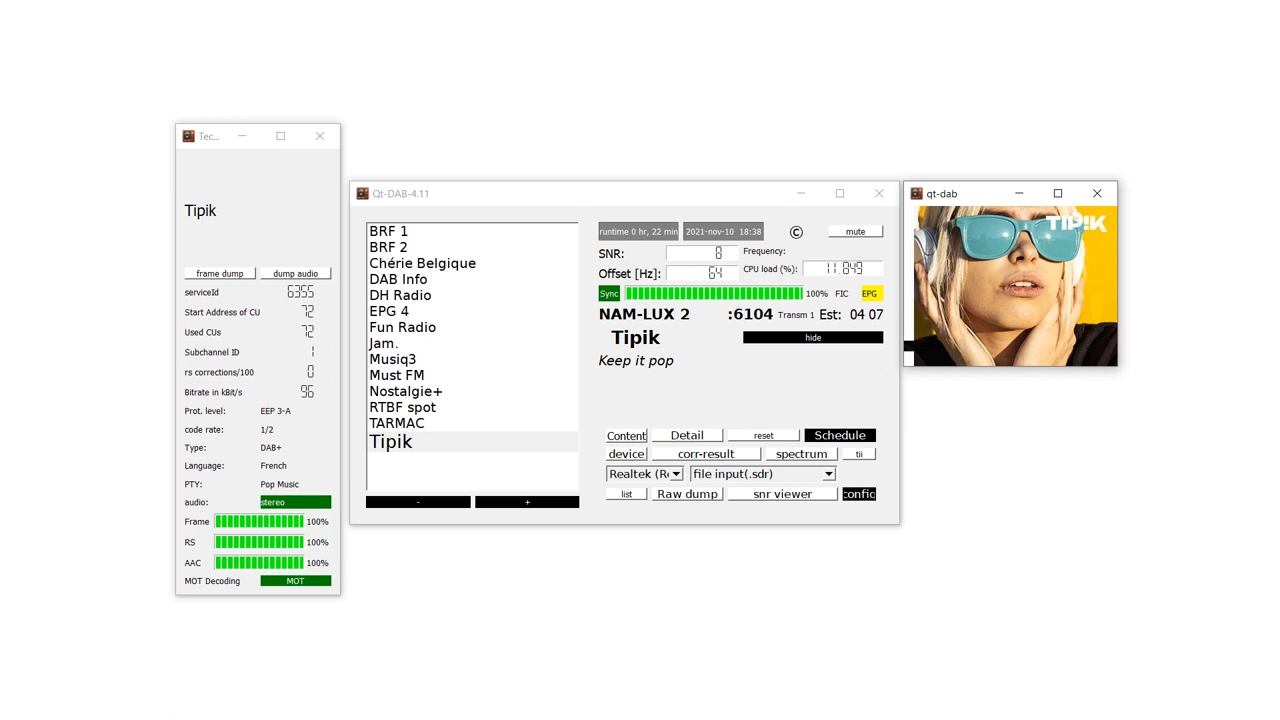 Tec...
Tipik
frame dump dump audio
serviceId 6355
Start Address of CU 72
Used CUs 72
Subchannel ID 1
rs corrections/100 0
Bitrate in kBit/s 96
Prot. level: EEP 3-A
code rate: 1/2
Type: DAB+
Language: French
PTY: Pop Music
audio: stereo
Frame 100%
RS 100%
AAC 100%
MOT Decoding MOT
Qt-DAB-4.11
BRF 1
BRF 2
Chérie Belgique
DAB Info
DH Radio
EPG 4
Fun Radio
Jam.
Musiq3
Must FM
Nostalgie+
RTBF spot
TARMAC
Tipik
- +
runtime 0 hr, 22 min 2021-nov-10 18:38 © mute
SNR: 8 Frequency:
Offset [Hz]: 64 CPU load (%): 11.849
Sync 100% FIC EPG
NAM-LUX 2 :6104 Transm 1 Est: 04 07
Tipik hide
Keep it pop
Content Detail reset Schedule
device corr-result spectrum tii
Realtek (Re file input(.sdr)
list Raw dump snr viewer config
qt-dab
TIPIK